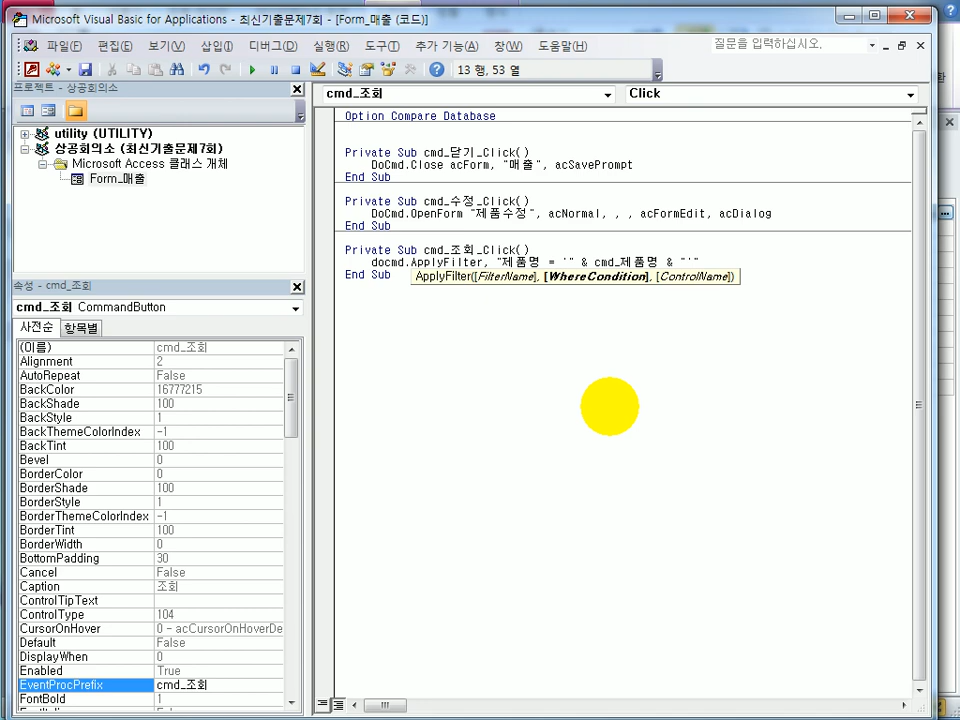 Microsoft Visual Basic for Applications - 최신기출문제7회 - [Form_매출 (코드)]
파일(F) 편집(E) 보기(V) 삽입(I) 디버그(D) 실행(R) 도구(T) 추가 기능(A) 창(W) 도움말(H) 질문을 입력하십시오.
13 행, 53 열
프로젝트 - 상공회의소
cmd_조회 Click
utility (UTILITY)
상공회의소 (최신기출문제7회)
Microsoft Access 클래스 개체
Form_매출
Option Compare Database
Private Sub cmd_닫기_Click()
DoCmd.Close acForm, "매출", acSavePrompt
End Sub
Private Sub cmd_수정_Click()
DoCmd.OpenForm "제품수정", acNormal, , , acFormEdit, acDialog
End Sub
Private Sub cmd_조회_Click()
docmd.ApplyFilter, "제품명 = '" & cmd_제품명 & "'"
End Sub
ApplyFilter([FilterName], [WhereCondition], [ControlName])
속성 - cmd_조회
cmd_조회 CommandButton
사전순 항목별
(이름) cmd_조회
Alignment 2
AutoRepeat False
BackColor 16777215
BackShade 100
BackStyle 1
BackThemeColorIndex -1
BackTint 100
Bevel 0
BorderColor 0
BorderShade 100
BorderStyle 1
BorderThemeColorIndex -1
BorderTint 100
BorderWidth 0
BottomPadding 30
Cancel False
Caption 조회
ControlTipText
ControlType 104
CursorOnHover 0 - acCursorOnHoverDe
Default False
DisplayWhen 0
Enabled True
EventProcPrefix cmd_조회
FontBold 1